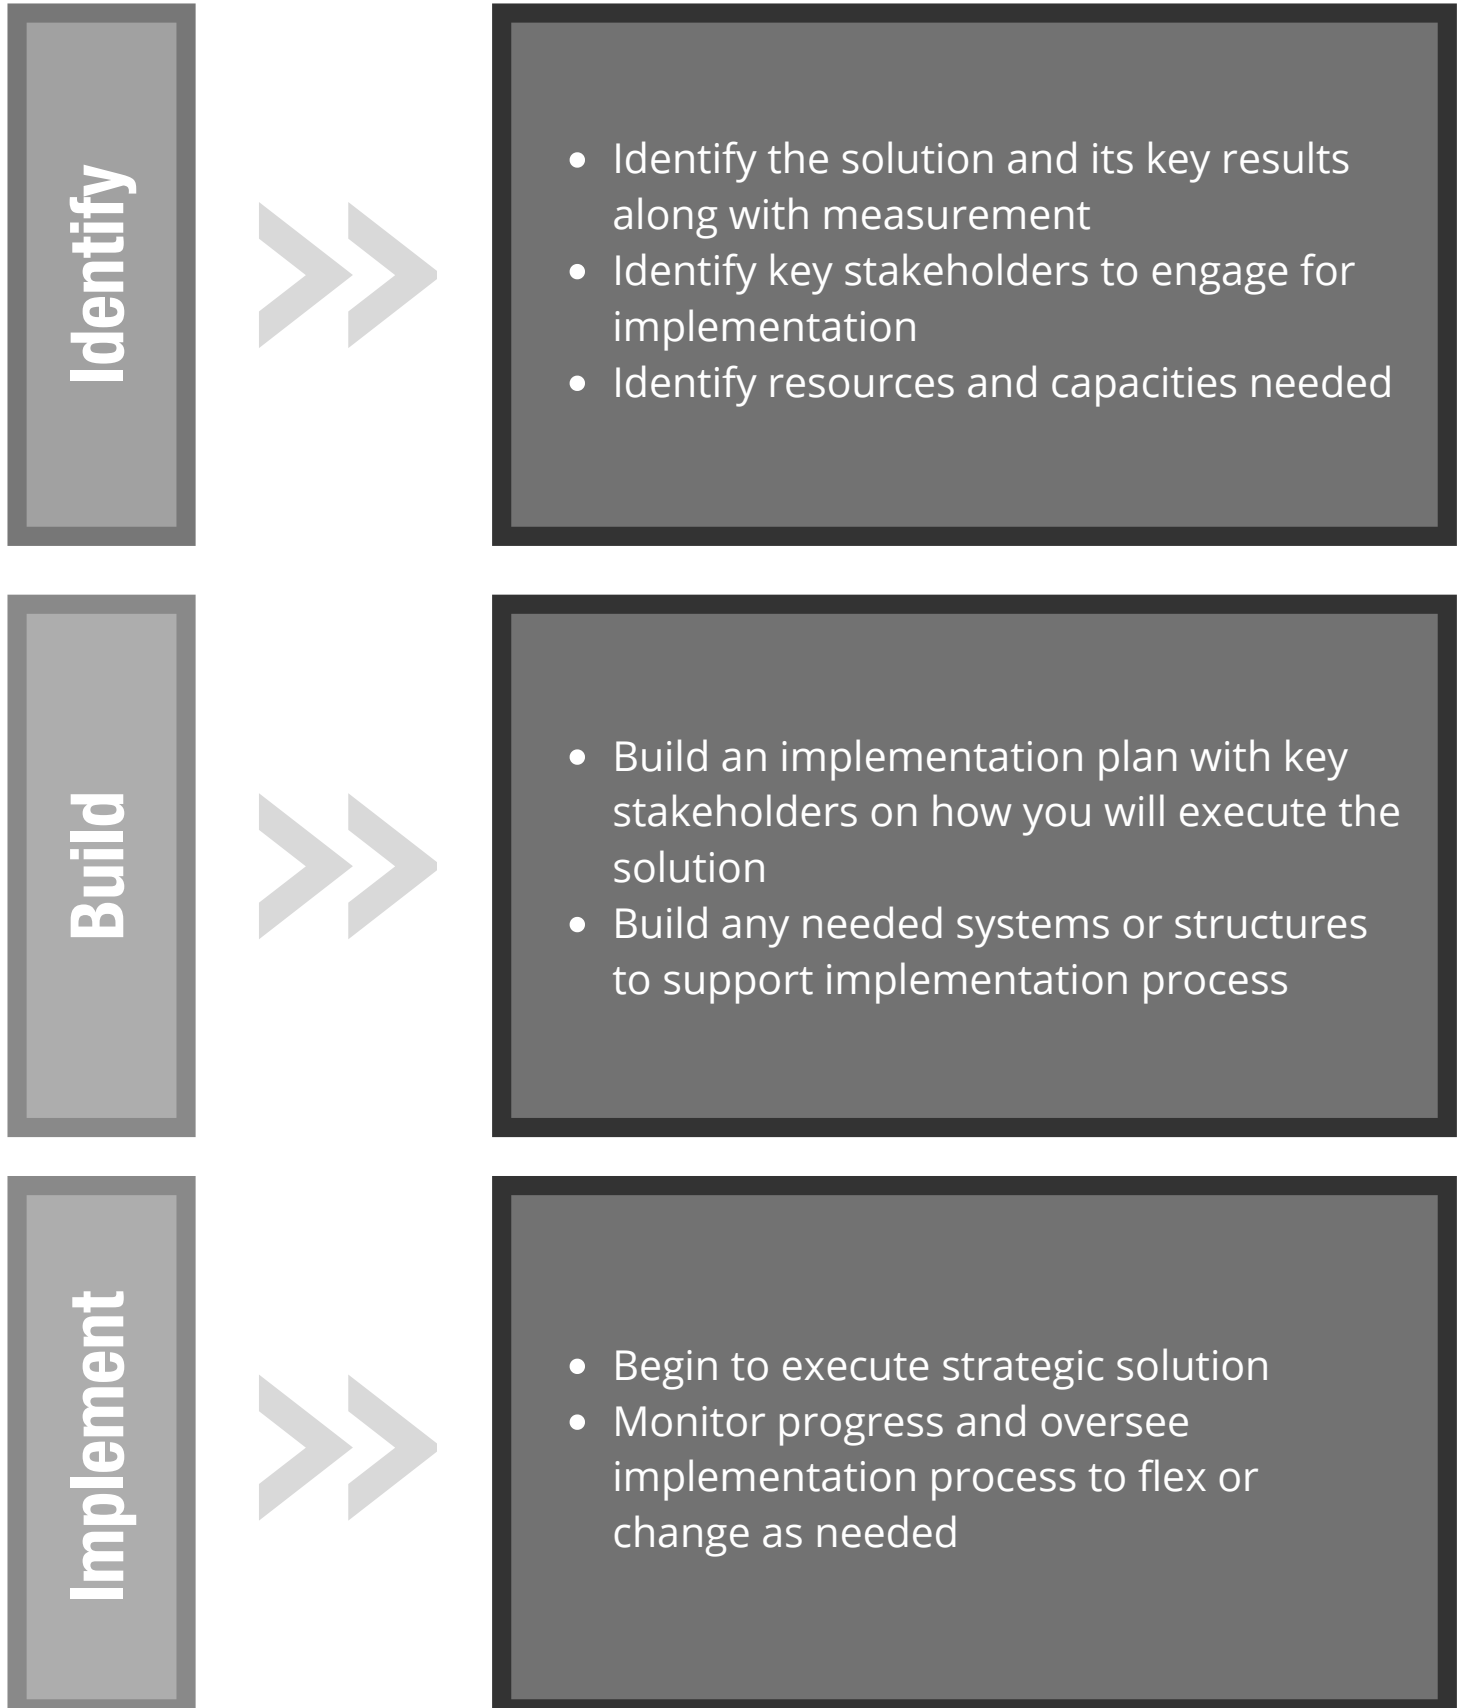 Identify
• Identify the solution and its key results
along with measurement
• Identify key stakeholders to engage for
implementation
• Identify resources and capacities needed
Build
• Build an implementation plan with key
stakeholders on how you will execute the
solution
• Build any needed systems or structures
to support implementation process
Implement
• Begin to execute strategic solution
• Monitor progress and oversee
implementation process to flex or
change as needed